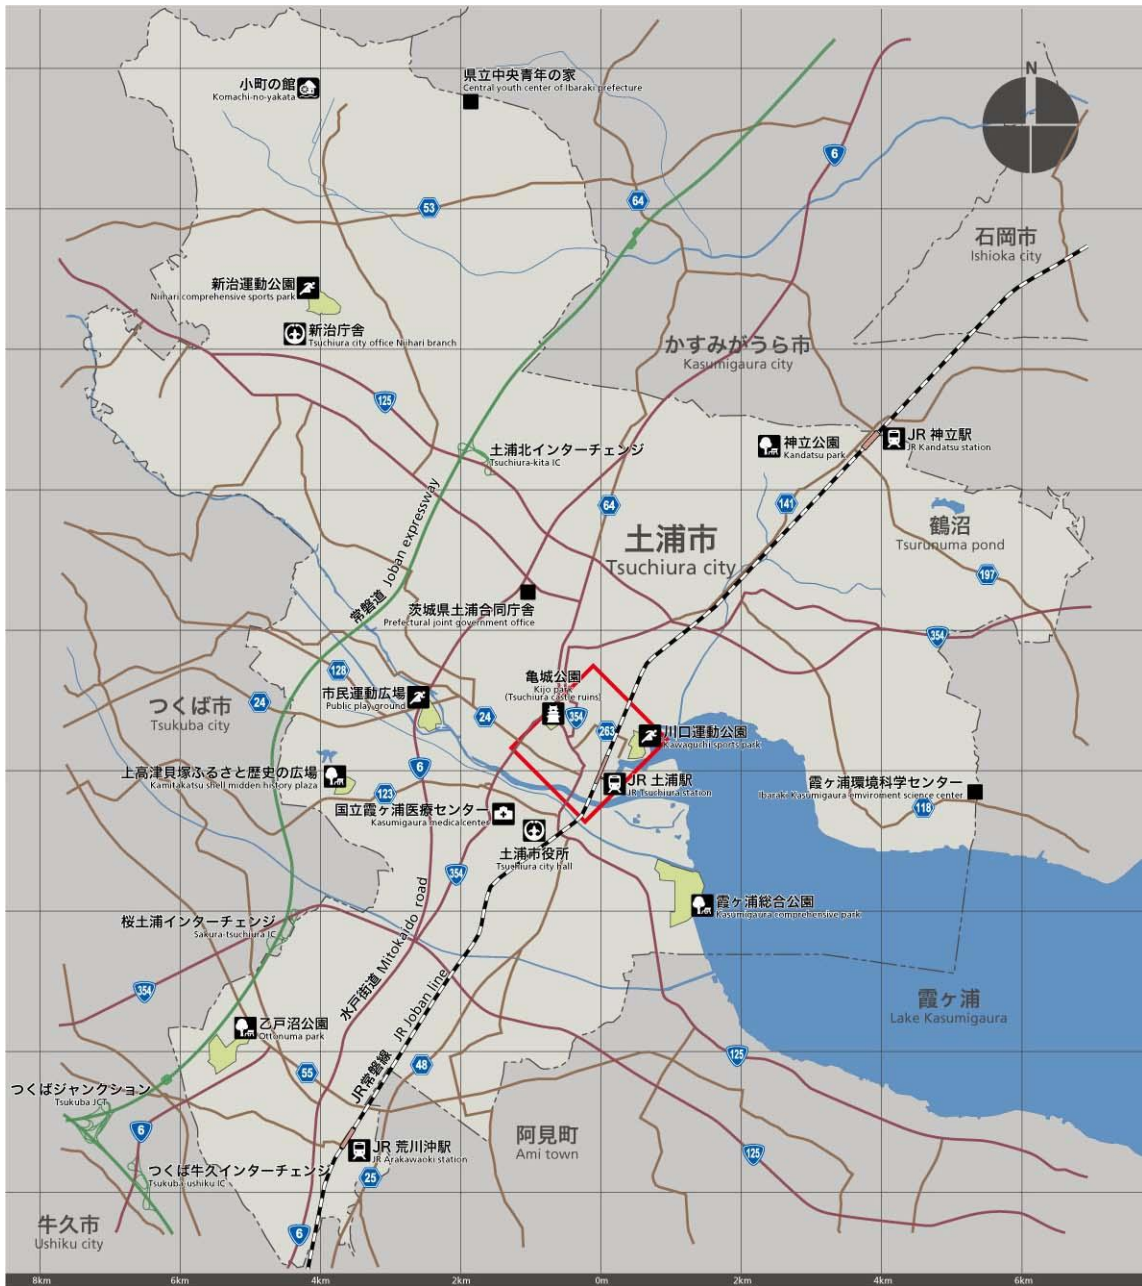 N
小町の館
Komachi-no-yakata
県立中央青年の家
Central youth center of Ibaraki prefecture
6
53
64
石岡市
Ishioka city
新治運動公園
Niihari comprehensive sports park
新治庁舎
Tsuchiura city office Niihari branch
かすみがうら市
Kasumigaura city
125
土浦北インターチェンジ
Tsuchiura-kita IC
神立公園
Kandatsu park
JR 神立駅
JR Kandatsu station
64
141
土浦市
Tsuchiura city
鶴沼
Tsurunuma pond
197
常磐道 Joban expressway
茨城県土浦合同庁舎
Prefectural joint government office
354
128
つくば市
Tsukuba city
24
市民運動広場
Public play ground
24
亀城公園
Kijo park
(Tsuchiura castle ruins)
354
263
川口運動公園
Kawaguchi sports park
上高津貝塚ふるさと歴史の広場
Kamitakatsu shell midden history plaza
6
123
JR 土浦駅
JR Tsuchiura station
霞ヶ浦環境科学センター
Ibaraki Kasumigaura enviroment science center
118
国立霞ヶ浦医療センター
Kasumigaura medicalcenter
土浦市役所
Tsuchiura city hall
354
霞ヶ浦総合公園
Kasumigaura comprehensive park
桜土浦インターチェンジ
Sakura-tsuchiura IC
水戸街道 Mitokaido road
354
霞ヶ浦
Lake Kasumigaura
乙戸沼公園
Ottonuma park
JR常磐線 JR Joban line
55
48
125
つくばジャンクション
Tsukuba JCT
6
JR 荒川沖駅
JR Arakawaoki station
阿見町
Ami town
125
つくば牛久インターチェンジ
Tsukuba-ushiku IC
25
牛久市
Ushiku city
6
8km 6km 4km 2km 0m 2km 4km 6km